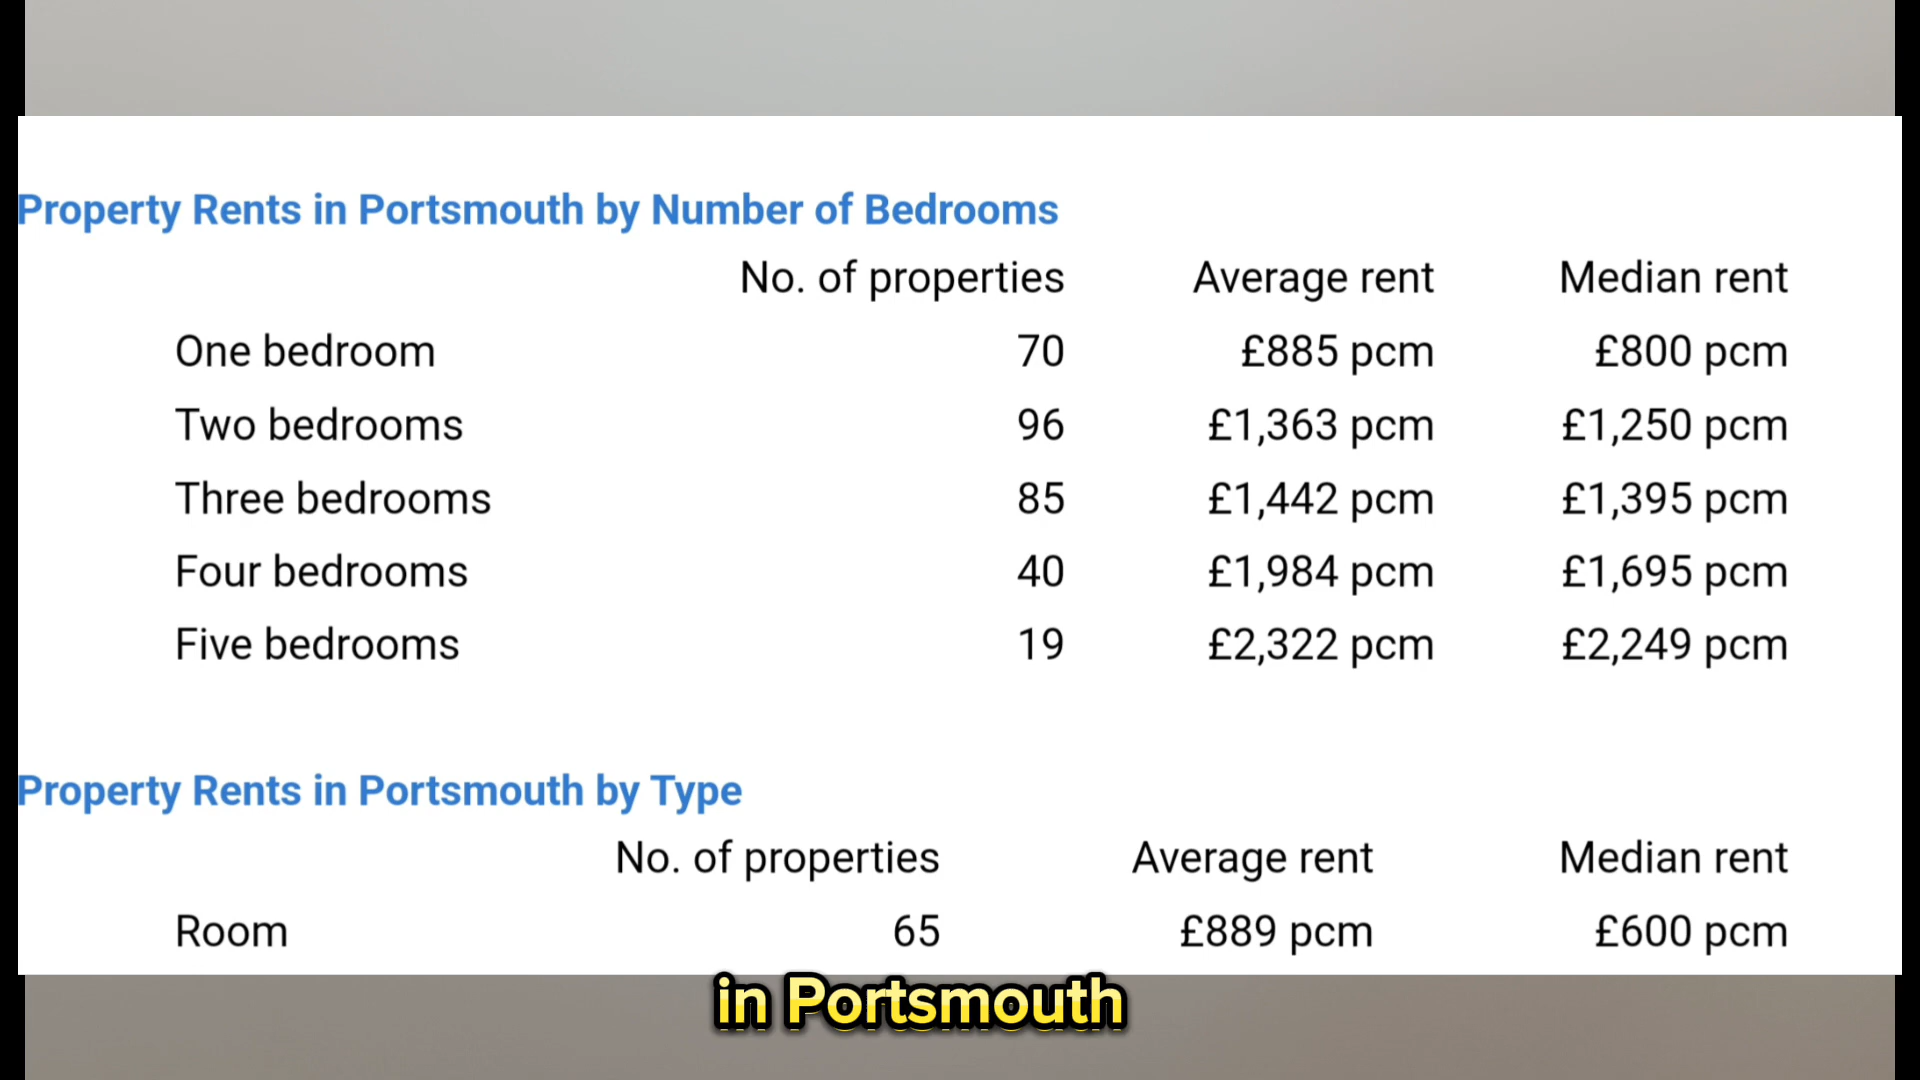 Property Rents in Portsmouth by Number of Bedrooms
No. of properties Average rent Median rent
One bedroom 70 £885 pcm £800 pcm
Two bedrooms 96 £1,363 pcm £1,250 pcm
Three bedrooms 85 £1,442 pcm £1,395 pcm
Four bedrooms 40 £1,984 pcm £1,695 pcm
Five bedrooms 19 £2,322 pcm £2,249 pcm
Property Rents in Portsmouth by Type
No. of properties Average rent Median rent
Room 65 £889 pcm £600 pcm
in Portsmouth